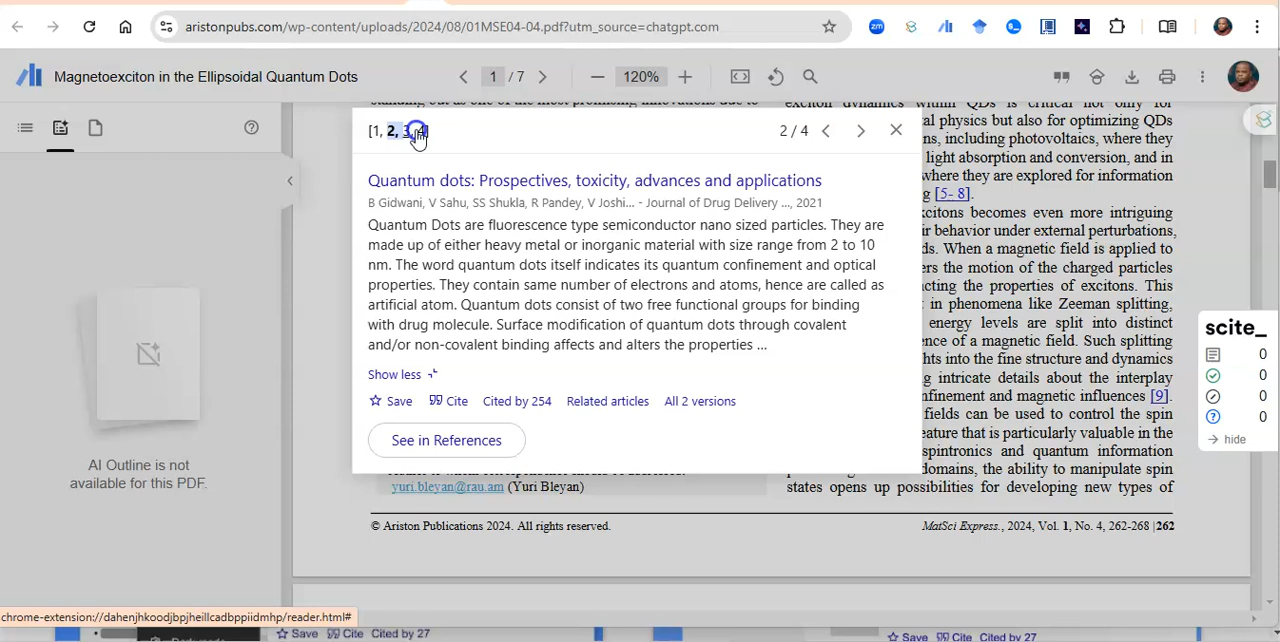 aristonpubs.com/wp-content/uploads/2024/08/01MSE04-04.pdf?utm_source=chatgpt.com
Magnetoexciton in the Ellipsoidal Quantum Dots
1 / 7
120%
exciton dynamics within QDs is critical not only for
[1, 2, 3, 4]
2 / 4
al physics but also for optimizing QDs
ns, including photovoltaics, where they
light absorption and conversion, and in
where they are explored for information
g [5- 8].
Quantum dots: Prospectives, toxicity, advances and applications
B Gidwani, V Sahu, SS Shukla, R Pandey, V Joshi... - Journal of Drug Delivery ..., 2021
Quantum Dots are fluorescence type semiconductor nano sized particles. They are
made up of either heavy metal or inorganic material with size range from 2 to 10
nm. The word quantum dots itself indicates its quantum confinement and optical
properties. They contain same number of electrons and atoms, hence are called as
artificial atom. Quantum dots consist of two free functional groups for binding
with drug molecule. Surface modification of quantum dots through covalent
and/or non-covalent binding affects and alters the properties ...
Show less
Save
Cite
Cited by 254
Related articles
All 2 versions
See in References
xcitons becomes even more intriguing
ir behavior under external perturbations,
ds. When a magnetic field is applied to
ers the motion of the charged particles
cting the properties of excitons. This
t in phenomena like Zeeman splitting,
energy levels are split into distinct
nce of a magnetic field. Such splitting
hts into the fine structure and dynamics
g intricate details about the interplay
nfinement and magnetic influences [9].
fields can be used to control the spin
eature that is particularly valuable in the
spintronics and quantum information
domains, the ability to manipulate spin
states opens up possibilities for developing new types of
yuri.bleyan@rau.am (Yuri Bleyan)
© Ariston Publications 2024. All rights reserved.
MatSci Express., 2024, Vol. 1, No. 4, 262-268 |262
AI Outline is not
available for this PDF.
scite_
0
0
0
0
hide
chrome-extension://dahenjhkoodjbpjheillcadbppiidmhp/reader.html#
Save
Cite
Cited by 27
Save
Cite
Cited by 27